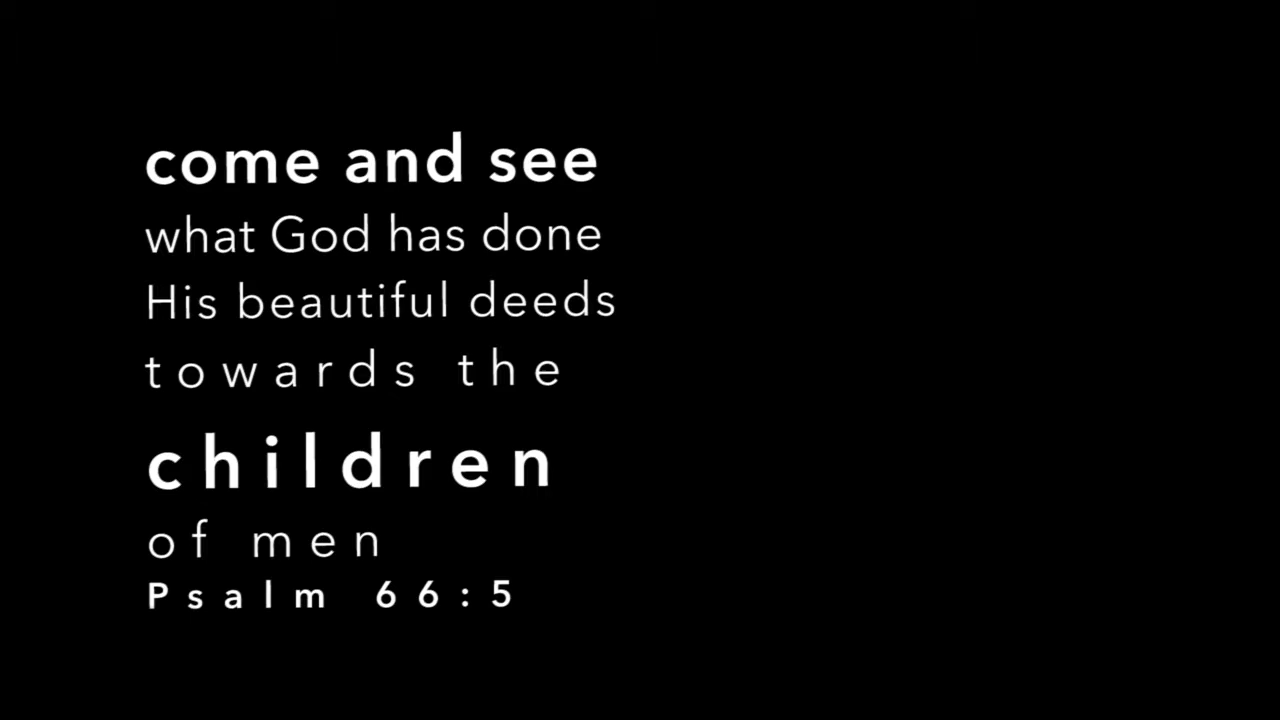 come and see
what God has done
His beautiful deeds
towards the
children
of men
Psalm 66:5